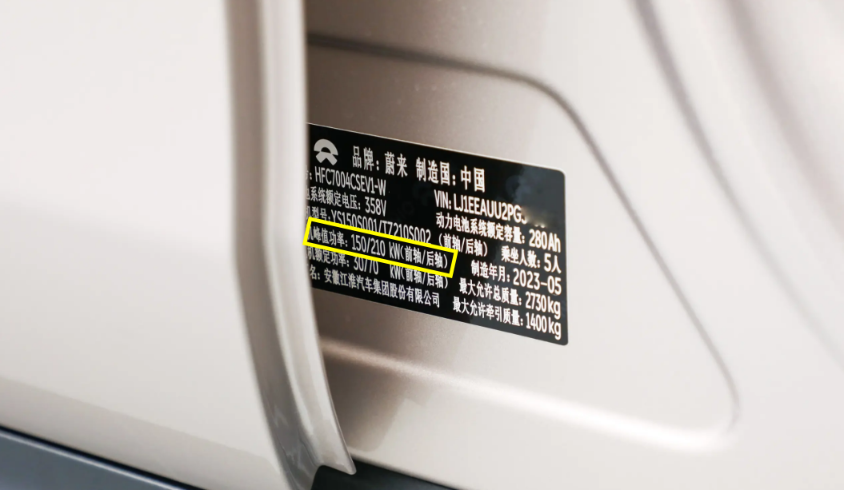 品牌: 蔚来 制造国: 中国
: HFC7004CSEV1-W
VIN: LJ1EEAUU2PG
系统额定电压: 358V
动力电池系统额定容量: 280Ah
型号: YS150S001/TZ210S002 (前轴/后轴)
乘坐人数: 5人
峰值功率: 150/210 kW(前轴/后轴)
制造年月: 2023-05
机额定功率: 30/70 kW(前轴/后轴)
最大允许总质量: 2730kg
名: 安徽江淮汽车集团股份有限公司
最大允许牵引质量: 1400kg